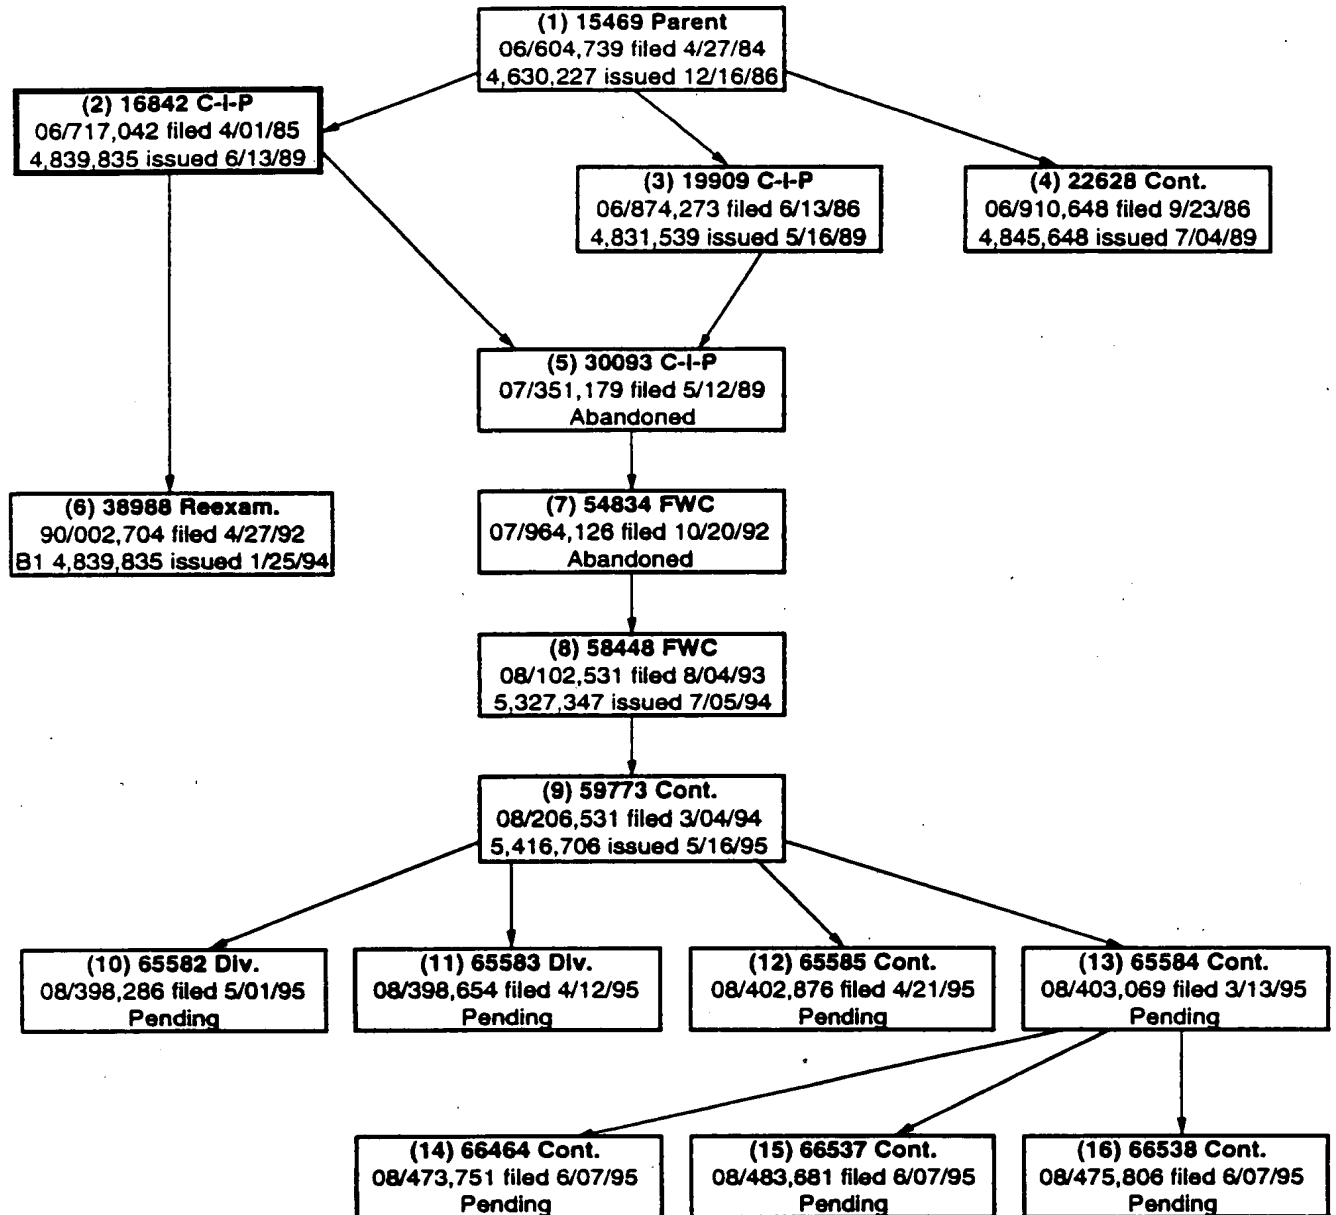 (1) 15469 Parent
06/604,739 filed 4/27/84
4,630,227 issued 12/16/86
(2) 16842 C-I-P
06/717,042 filed 4/01/85
4,839,835 issued 6/13/89
(3) 19909 C-I-P
06/874,273 filed 6/13/86
4,831,539 issued 5/16/89
(4) 22628 Cont.
06/910,648 filed 9/23/86
4,845,648 issued 7/04/89
(5) 30093 C-I-P
07/351,179 filed 5/12/89
Abandoned
(6) 38988 Reexam.
90/002,704 filed 4/27/92
B1 4,839,835 issued 1/25/94
(7) 54834 FWC
07/964,126 filed 10/20/92
Abandoned
(8) 58448 FWC
08/102,531 filed 8/04/93
5,327,347 issued 7/05/94
(9) 59773 Cont.
08/206,531 filed 3/04/94
5,416,706 issued 5/16/95
(10) 65582 Div.
08/398,286 filed 5/01/95
Pending
(11) 65583 Div.
08/398,654 filed 4/12/95
Pending
(12) 65585 Cont.
08/402,876 filed 4/21/95
Pending
(13) 65584 Cont.
08/403,069 filed 3/13/95
Pending
(14) 66464 Cont.
08/473,751 filed 6/07/95
Pending
(15) 66537 Cont.
08/483,681 filed 6/07/95
Pending
(16) 66538 Cont.
08/475,806 filed 6/07/95
Pending